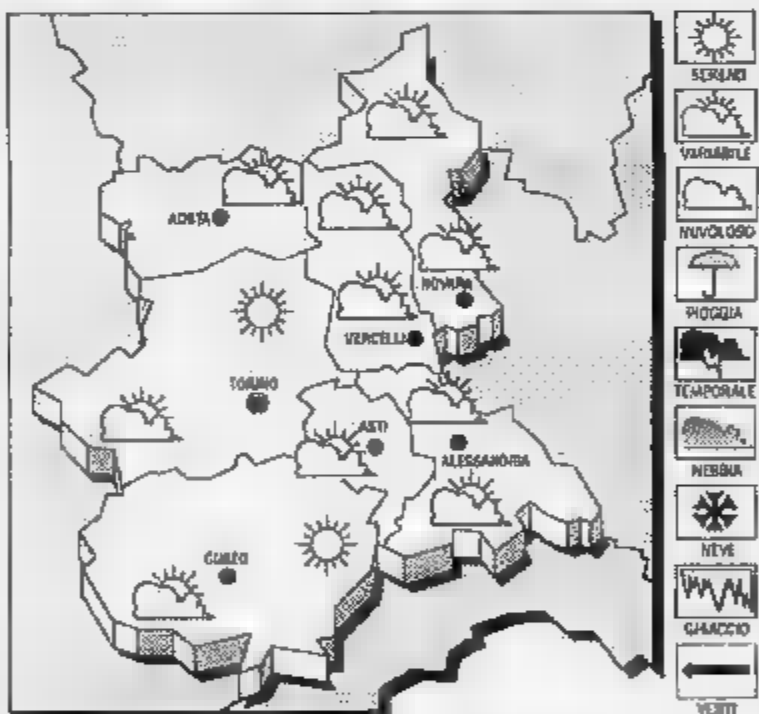 AOSTA
NOVARA
VERCELLI
TORINO
ASTI
ALESSANDRIA
CUNEO
SERENO
VARIABILE
NUVOLOSO
PIOGGIA
TEMPORALE
NEBBIA
NEVE
GHIACCIO
VENTI